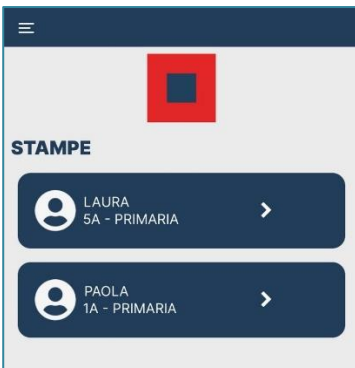 STAMPE
LAURA
5A - PRIMARIA
PAOLA
1A - PRIMARIA